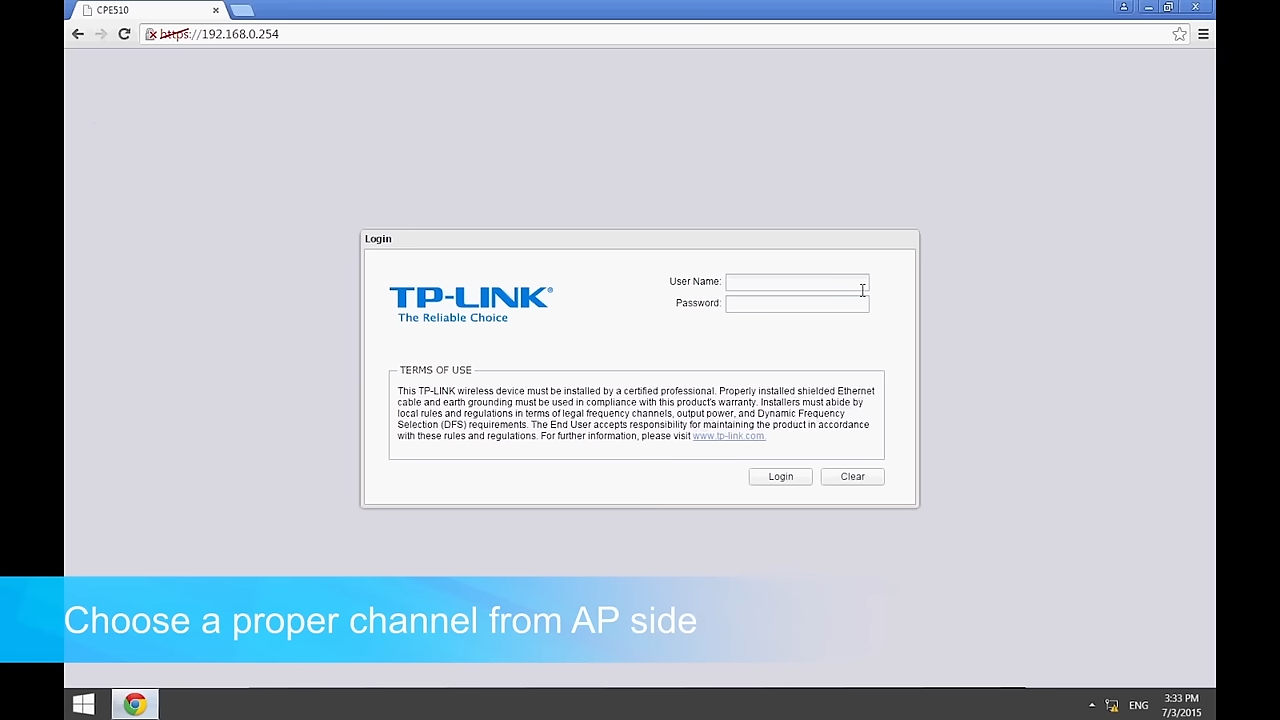 CPE510
https://192.168.0.254
Login
TP-LINK®
The Reliable Choice
User Name:
Password:
TERMS OF USE
This TP-LINK wireless device must be installed by a certified professional. Properly installed shielded Ethernet
cable and earth grounding must be used in compliance with this product's warranty. Installers must abide by
local rules and regulations in terms of legal frequency channels, output power, and Dynamic Frequency
Selection (DFS) requirements. The End User accepts responsibility for maintaining the product in accordance
with these rules and regulations. For further information, please visit www.tp-link.com.
Login Clear
Choose a proper channel from AP side
ENG
3:33 PM
7/3/2015